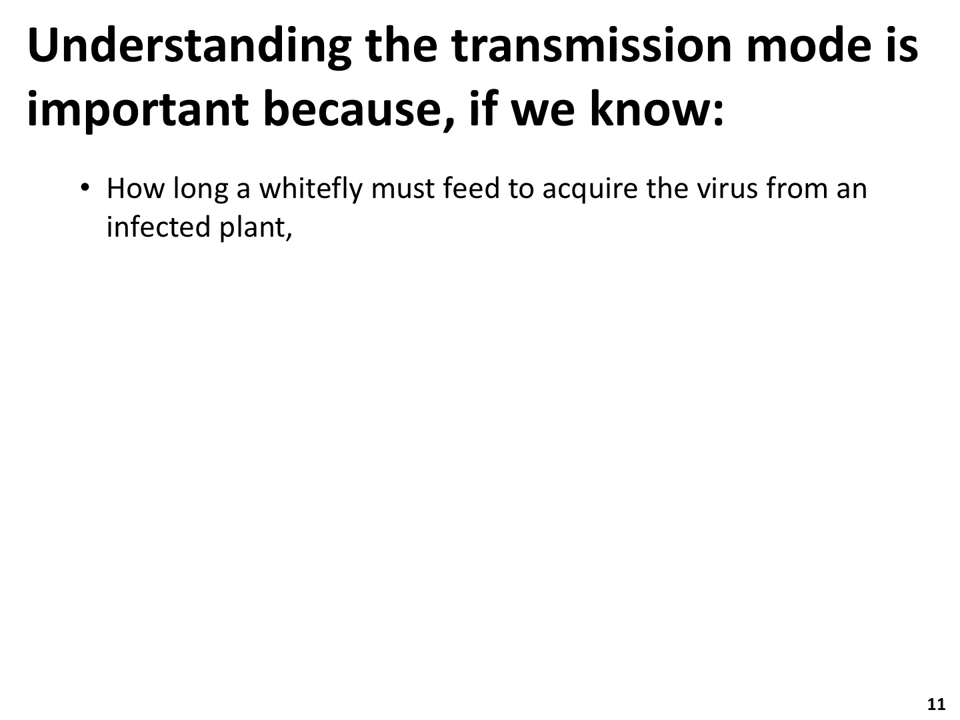 Understanding the transmission mode is
important because, if we know:
• How long a whitefly must feed to acquire the virus from an
infected plant,
11